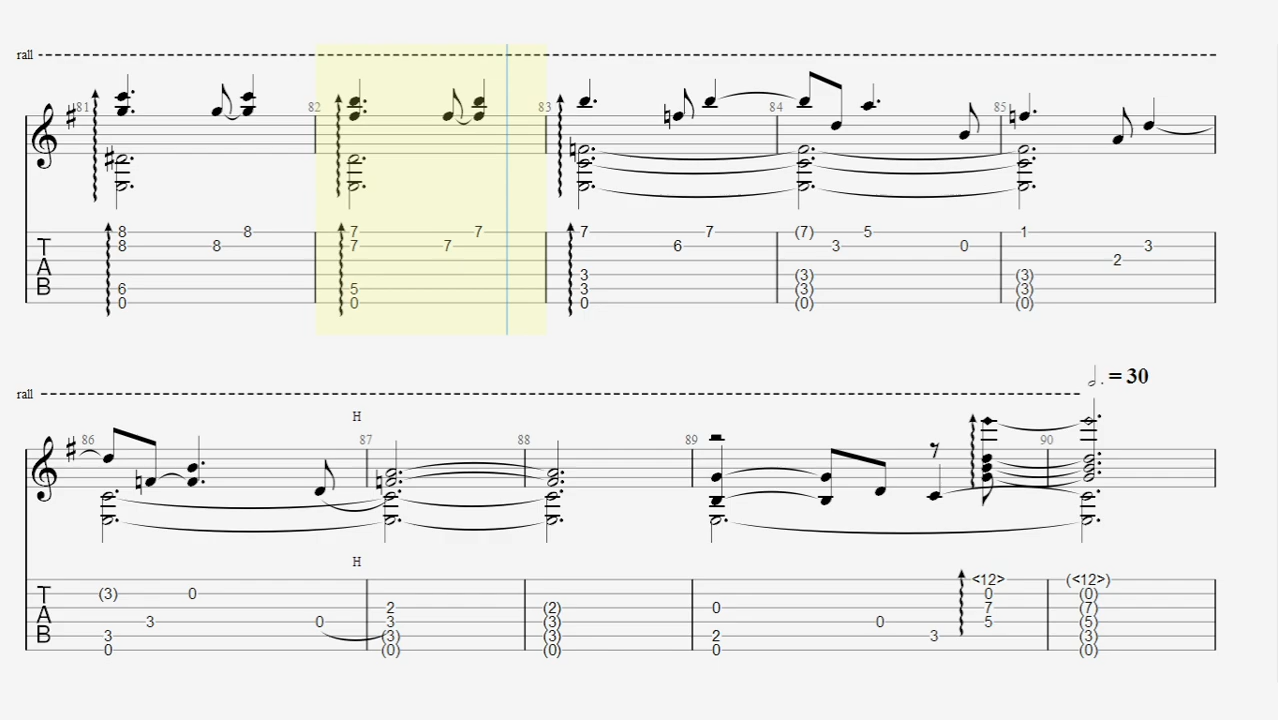 rall
81 82 83 84 85
8 8 7 7 7 7 (7) 5 1
8 8 7 7 6 3 0 3
T
A 2
3 (3) (3)
B 6 5 3 (3) (3)
0 0 0 (0) (0)
rall
= 30
H
86 87 88 89 90
H
<12> (<12>)
T (3) 0 0 (0)
A 2 (2) 0 7 (7)
3 0 3 (3) 0 5 (5)
B 3 (3) (3) 2 3 (3)
0 (0) (0) 0 (0)